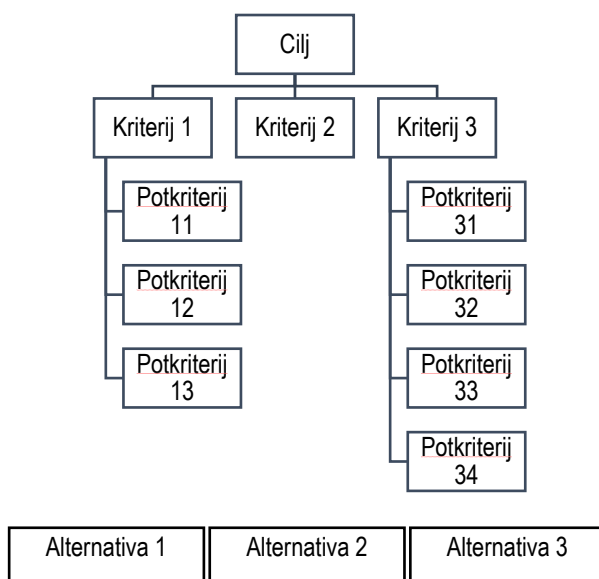 Cilj
Kriterij 1
Kriterij 2
Kriterij 3
Potkriterij
11
Potkriterij
12
Potkriterij
13
Potkriterij
31
Potkriterij
32
Potkriterij
33
Potkriterij
34
Alternativa 1
Alternativa 2
Alternativa 3